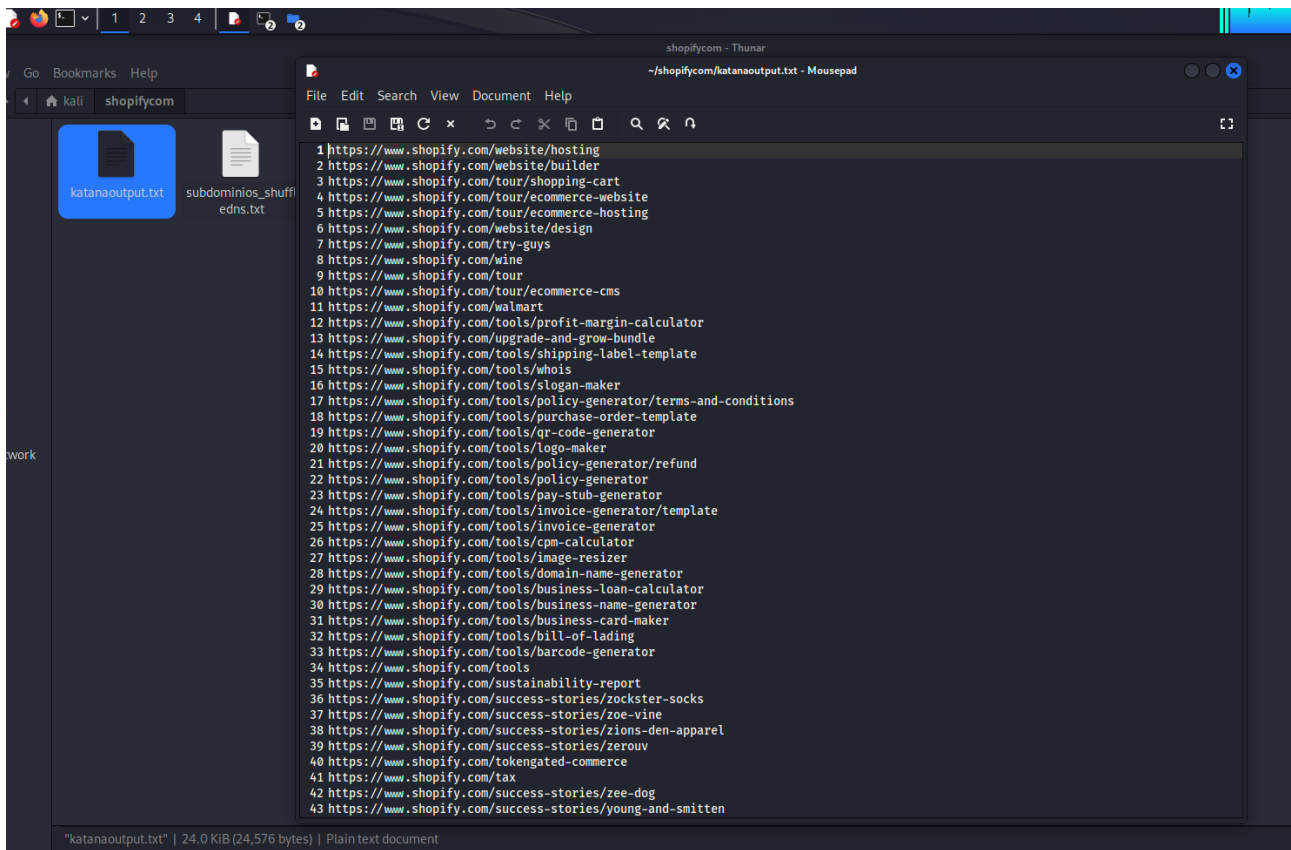 1 2 3 4 2 2
shopifycom - Thunar
Go Bookmarks Help
kali shopifycom
katanaoutput.txt
subdominios_shuffl
edns.txt
twork
~/shopifycom/katanaoutput.txt - Mousepad
File Edit Search View Document Help
1 https://www.shopify.com/website/hosting
2 https://www.shopify.com/website/builder
3 https://www.shopify.com/tour/shopping-cart
4 https://www.shopify.com/tour/ecommerce-website
5 https://www.shopify.com/tour/ecommerce-hosting
6 https://www.shopify.com/website/design
7 https://www.shopify.com/try-guys
8 https://www.shopify.com/wine
9 https://www.shopify.com/tour
10 https://www.shopify.com/tour/ecommerce-cms
11 https://www.shopify.com/walmart
12 https://www.shopify.com/tools/profit-margin-calculator
13 https://www.shopify.com/upgrade-and-grow-bundle
14 https://www.shopify.com/tools/shipping-label-template
15 https://www.shopify.com/tools/whois
16 https://www.shopify.com/tools/slogan-maker
17 https://www.shopify.com/tools/policy-generator/terms-and-conditions
18 https://www.shopify.com/tools/purchase-order-template
19 https://www.shopify.com/tools/qr-code-generator
20 https://www.shopify.com/tools/logo-maker
21 https://www.shopify.com/tools/policy-generator/refund
22 https://www.shopify.com/tools/policy-generator
23 https://www.shopify.com/tools/pay-stub-generator
24 https://www.shopify.com/tools/invoice-generator/template
25 https://www.shopify.com/tools/invoice-generator
26 https://www.shopify.com/tools/cpm-calculator
27 https://www.shopify.com/tools/image-resizer
28 https://www.shopify.com/tools/domain-name-generator
29 https://www.shopify.com/tools/business-loan-calculator
30 https://www.shopify.com/tools/business-name-generator
31 https://www.shopify.com/tools/business-card-maker
32 https://www.shopify.com/tools/bill-of-lading
33 https://www.shopify.com/tools/barcode-generator
34 https://www.shopify.com/tools
35 https://www.shopify.com/sustainability-report
36 https://www.shopify.com/success-stories/zockster-socks
37 https://www.shopify.com/success-stories/zoe-vine
38 https://www.shopify.com/success-stories/zions-den-apparel
39 https://www.shopify.com/success-stories/zerouv
40 https://www.shopify.com/tokengated-commerce
41 https://www.shopify.com/tax
42 https://www.shopify.com/success-stories/zee-dog
43 https://www.shopify.com/success-stories/young-and-smitten
"katanaoutput.txt" | 24.0 KiB (24,576 bytes) | Plain text document